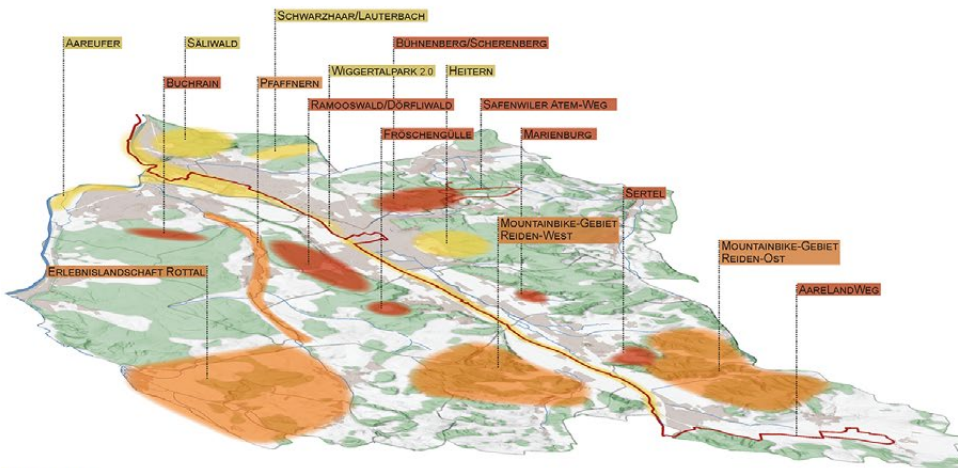 SCHWARZHAAR/LAUTERBACH
AAREUFER
SÄLIWALD
BÜHNENBERG/SCHERENBERG
WIGGERTALPARK 2.0
HEITERN
BUCHRAIN
PFAFFNERN
RAMOOSWALD/DÖRFLIWALD
SAFENWILER ATEM-WEG
FRÖSCHENGÜLLE
MARIENBURG
SERTEL
MOUNTAINBIKE-GEBIET
REIDEN-WEST
MOUNTAINBIKE-GEBIET
REIDEN-OST
ERLEBNISLANDSCHAFT ROTTAL
AARELANDWEG